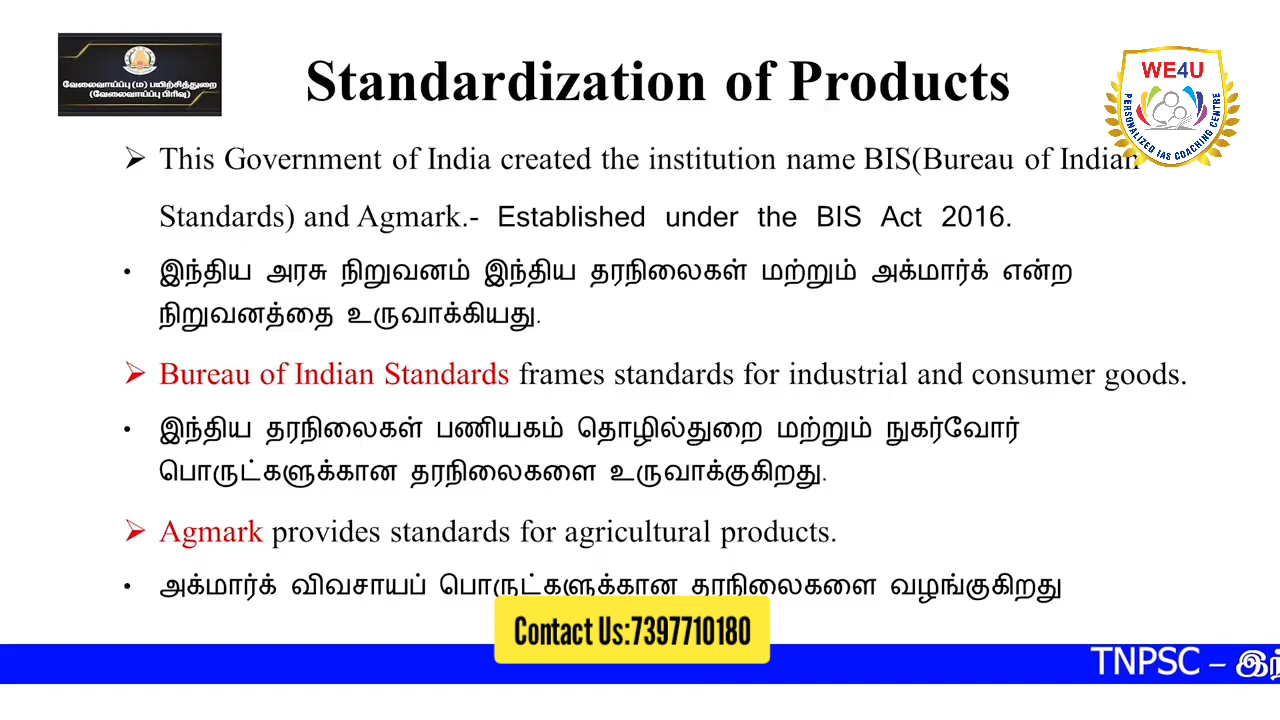 வேலைவாய்ப்பு (ம) பயிற்சித்துறை
(வேலைவாய்ப்பு பிரிவு)
Standardization of Products
WE4U
PERSONALIZED IAS COACHING CENTRE
➢ This Government of India created the institution name BIS(Bureau of Indian
Standards) and Agmark.- Established under the BIS Act 2016.
• இந்திய அரசு நிறுவனம் இந்திய தரநிலைகள் மற்றும் அக்மார்க் என்ற
நிறுவனத்தை உருவாக்கியது.
➢ Bureau of Indian Standards frames standards for industrial and consumer goods.
• இந்திய தரநிலைகள் பணியகம் தொழில்துறை மற்றும் நுகர்வோர்
பொருட்களுக்கான தரநிலைகளை உருவாக்குகிறது.
➢ Agmark provides standards for agricultural products.
• அக்மார்க் விவசாயப் பொருட்களுக்கான தரநிலைகளை வழங்குகிறது
Contact Us:7397710180
TNPSC – இந்